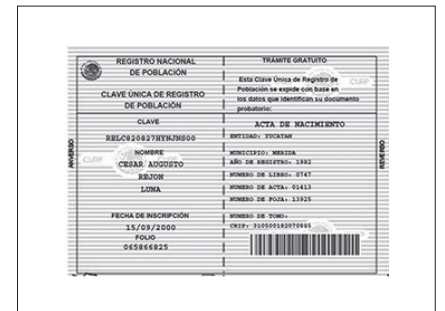 REGISTRO NACIONAL
DE POBLACIÓN
CLAVE ÚNICA DE REGISTRO
DE POBLACIÓN
CLAVE
RELC820827HYNJNS00
NOMBRE
CESAR AUGUSTO
REJON
LUNA
FECHA DE INSCRIPCIÓN
15/09/2000
FOLIO
065866825
ANVERSO
TRÁMITE GRATUITO
Esta Clave Única de Registro de
Población se expide con base en
los datos que identifican su documento
probatorio:
ACTA DE NACIMIENTO
ENTIDAD: YUCATAN
MUNICIPIO: MERIDA
AÑO DE REGISTRO: 1982
NUMERO DE LIBRO: 0747
NUMERO DE ACTA: 01413
NUMERO DE FOJA: 13925
NUMERO DE TOMO:
CRIP:
REVERSO
CURP
CURP